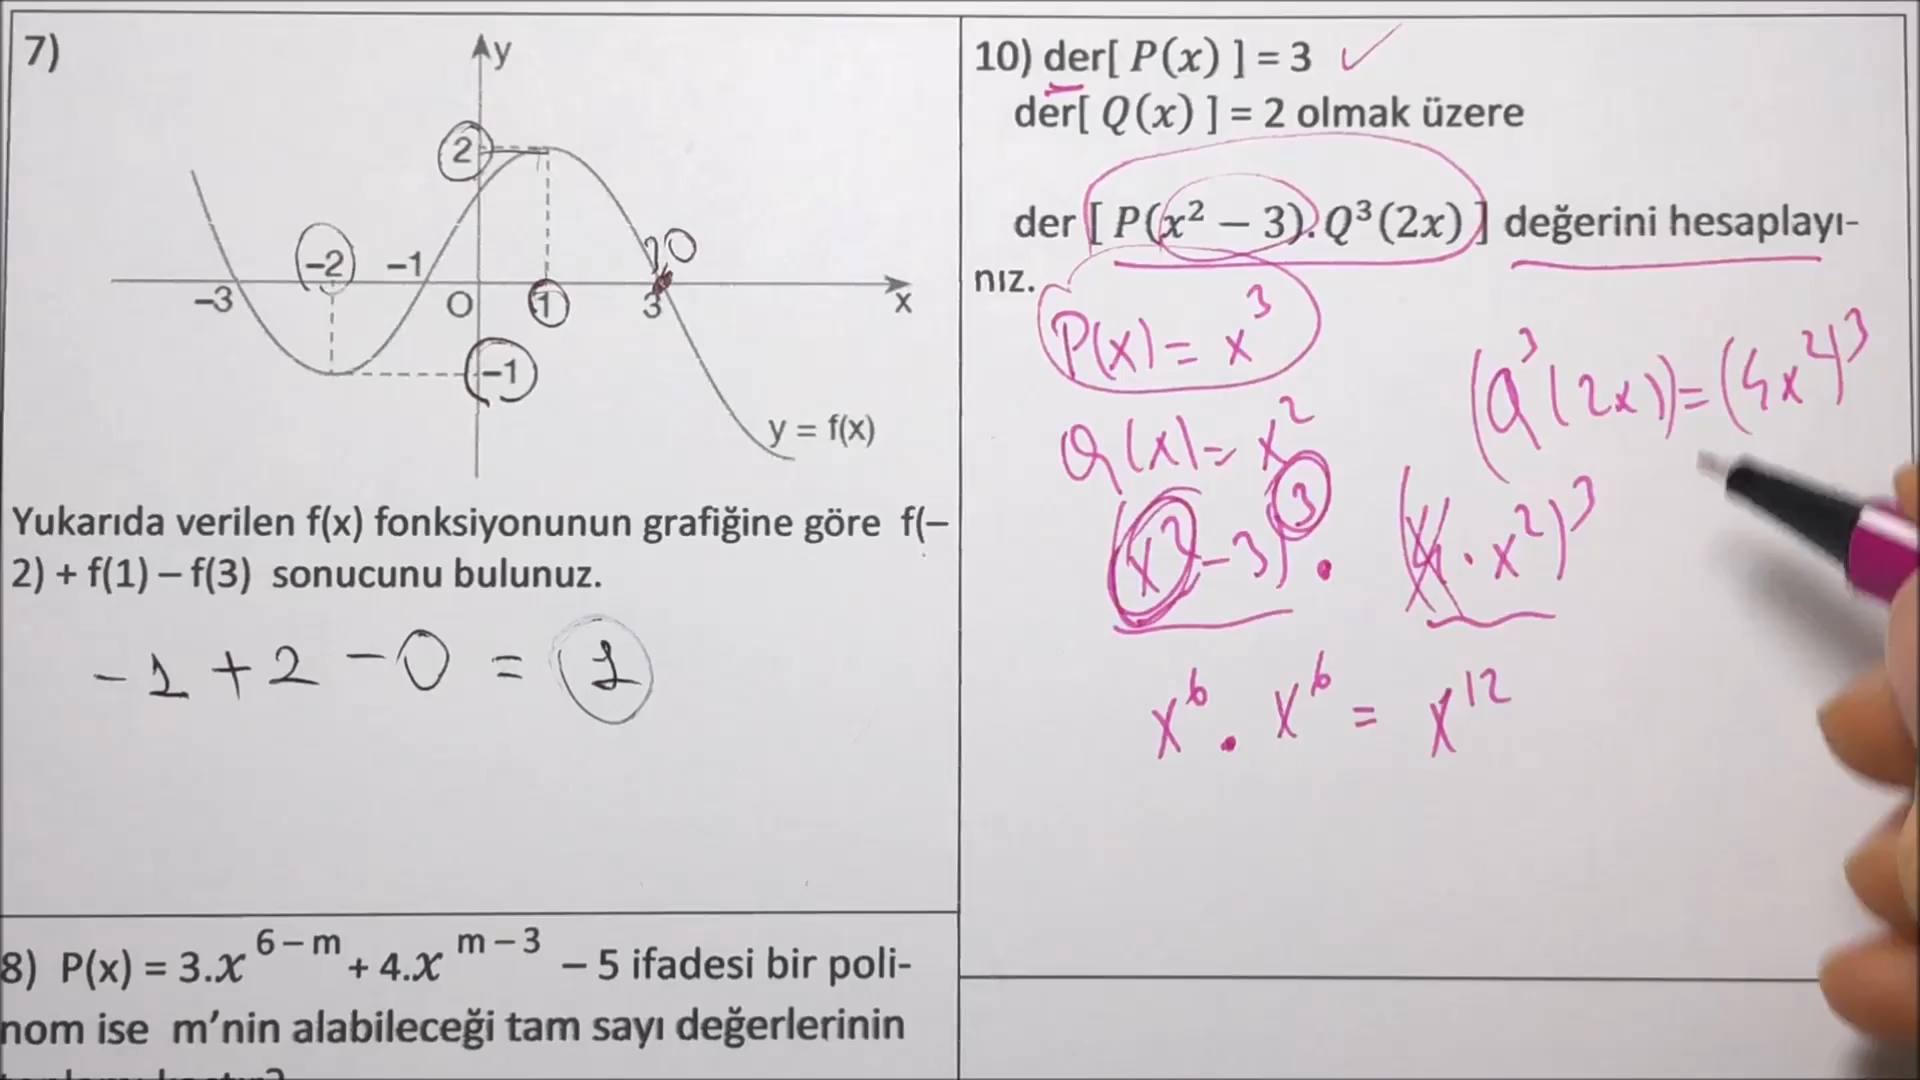 7)
y
2
-2
-1
10
-3
O
1
3
x
-1
y = f(x)
Yukarıda verilen f(x) fonksiyonunun grafiğine göre f(–
2) + f(1) – f(3) sonucunu bulunuz.
- 1 + 2 - 0 = 1
8) P(x) = 3.x^(6 – m) + 4.x^(m – 3) – 5 ifadesi bir poli-
nom ise m’nin alabileceği tam sayı değerlerinin
10) der[ P(x) ] = 3 ✓
der[ Q(x) ] = 2 olmak üzere
der [ P(x² – 3).Q³(2x) ] değerini hesaplayı-
nız.
P(x) = x³
(Q³(2x)) = (4x²)³
Q(x) = x²
(x² - 3)³ . (4 . x²)³
x⁶ . x⁶ = x¹²